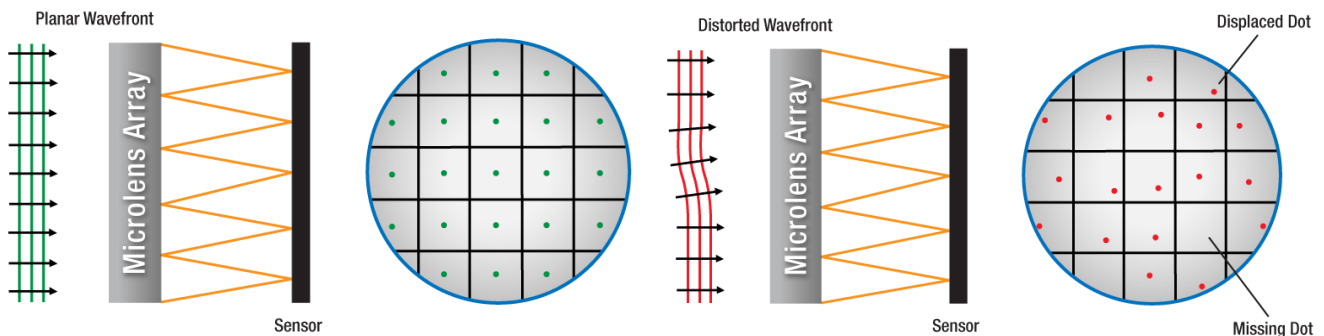 Planar Wavefront
Microlens Array
Sensor
Distorted Wavefront
Microlens Array
Sensor
Displaced Dot
Missing Dot